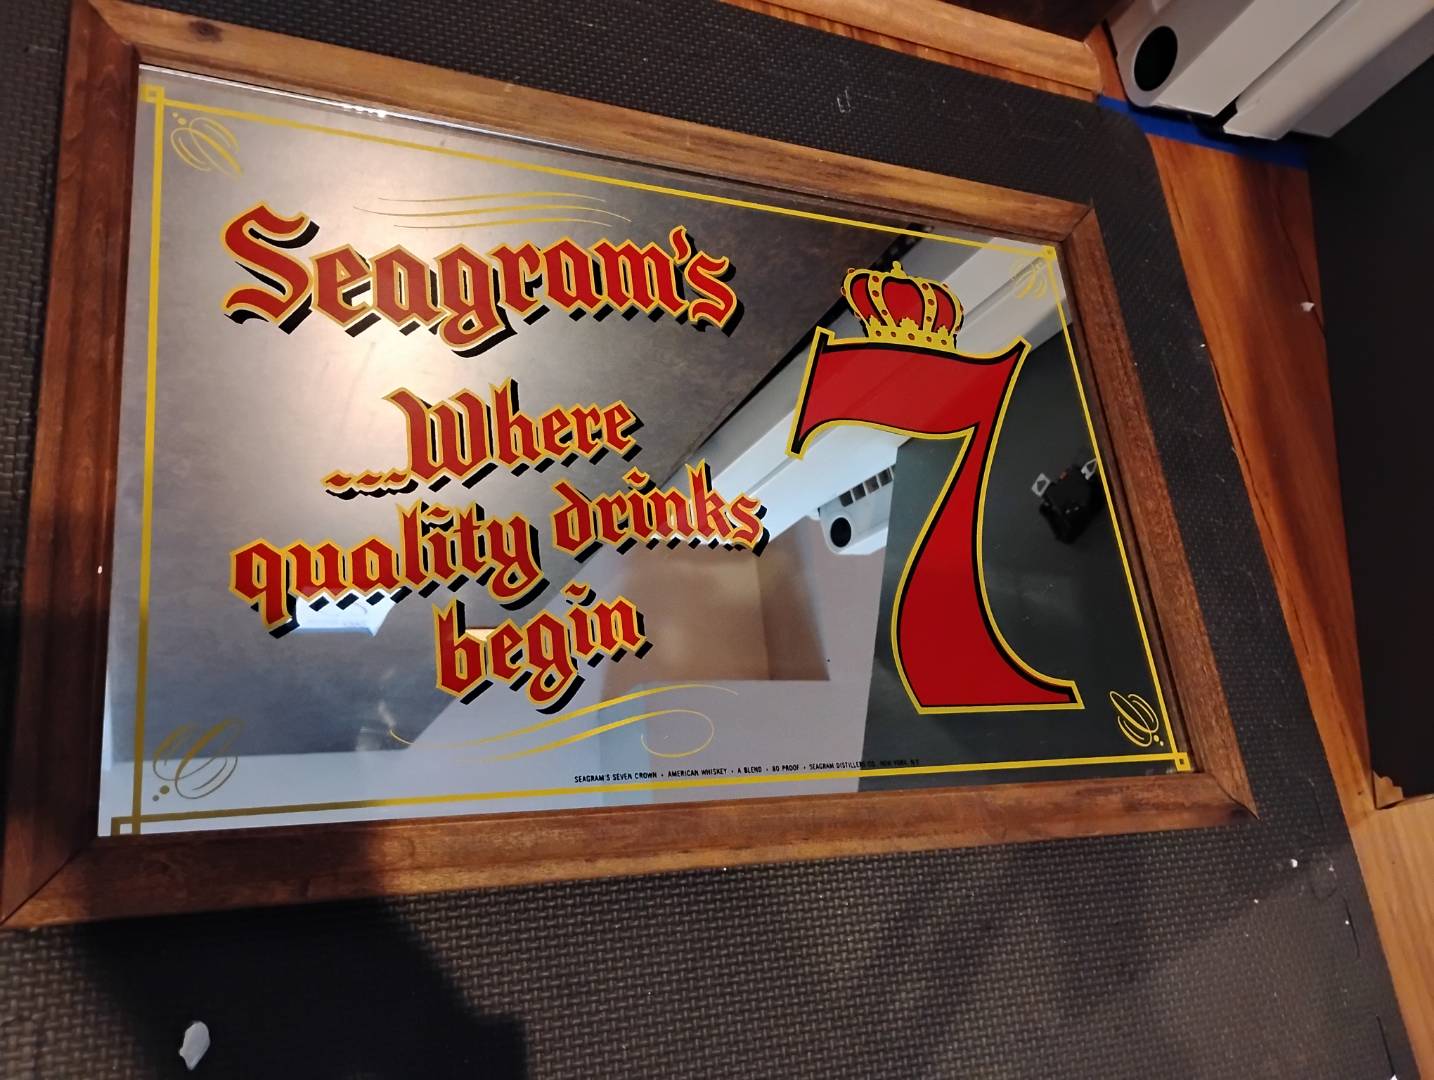 Seagram's
...Where
quality drinks
begin
7
SEAGRAM'S SEVEN CROWN • AMERICAN WHISKEY • A BLEND • 80 PROOF • SEAGRAM DISTILLERS CO. NEW YORK, N.Y.